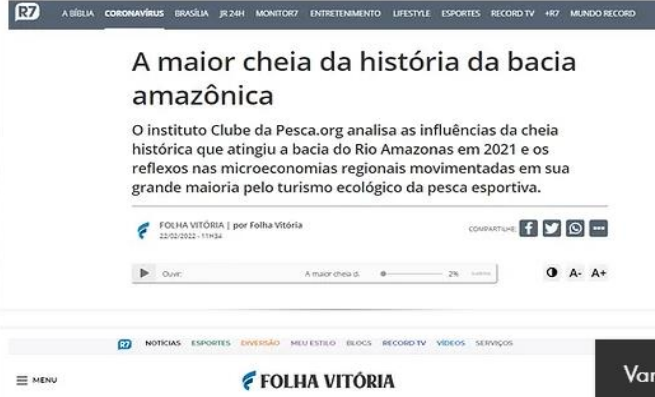 R7 A BÍBLIA CORONAVÍRUS BRASÍLIA JR 24H MONITOR7 ENTRETENIMENTO LIFESTYLE ESPORTES RECORD TV +R7 MUNDO RECORD
A maior cheia da história da bacia
amazônica
O instituto Clube da Pesca.org analisa as influências da cheia
histórica que atingiu a bacia do Rio Amazonas em 2021 e os
reflexos nas microeconomias regionais movimentadas em sua
grande maioria pelo turismo ecológico da pesca esportiva.
FOLHA VITÓRIA | por Folha Vitória
22/02/2022 - 11H34
COMPARTILHE:
Ouvir: A maior cheia d. 2%
A- A+
R7 NOTÍCIAS ESPORTES DIVERSÃO MEU ESTILO BLOGS RECORD TV VÍDEOS SERVIÇOS
MENU
FOLHA VITÓRIA
Var